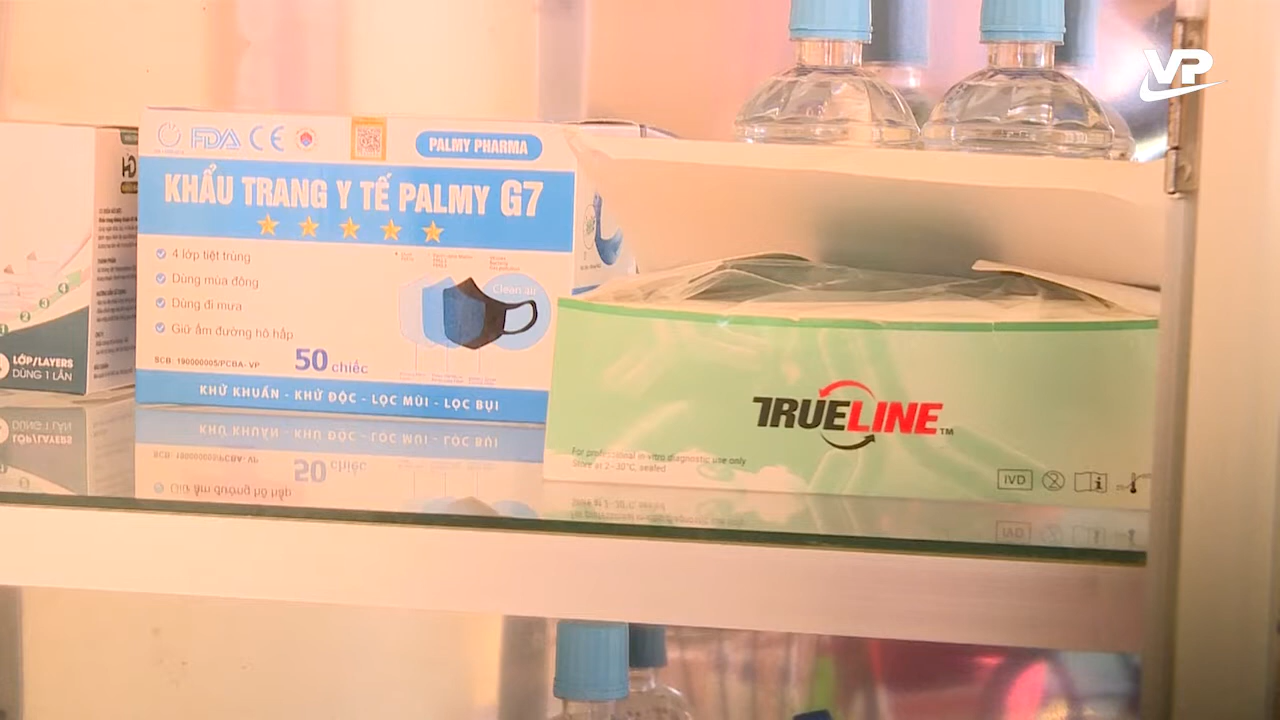 VP
FDA CE
PALMY PHARMA
KHẨU TRANG Y TẾ PALMY G7
4 lớp tiệt trùng
Dùng mùa đông
Dùng đi mưa
Giữ ấm đường hô hấp
Clean air
SCB: 190000005/PCBA- VP
50 chiếc
KHỬ KHUẨN - KHỬ ĐỘC - LỌC MÙI - LỌC BỤI
LỚP/LAYERS
DÙNG 1 LẦN
TRUELINE™
For professional in-vitro diagnostic use only
Store at 2-30°C, sealed
IVD